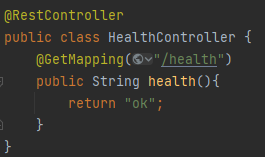 @RestController
public class HealthController {
    @GetMapping("/health")
    public String health(){
        return "ok";
    }
}